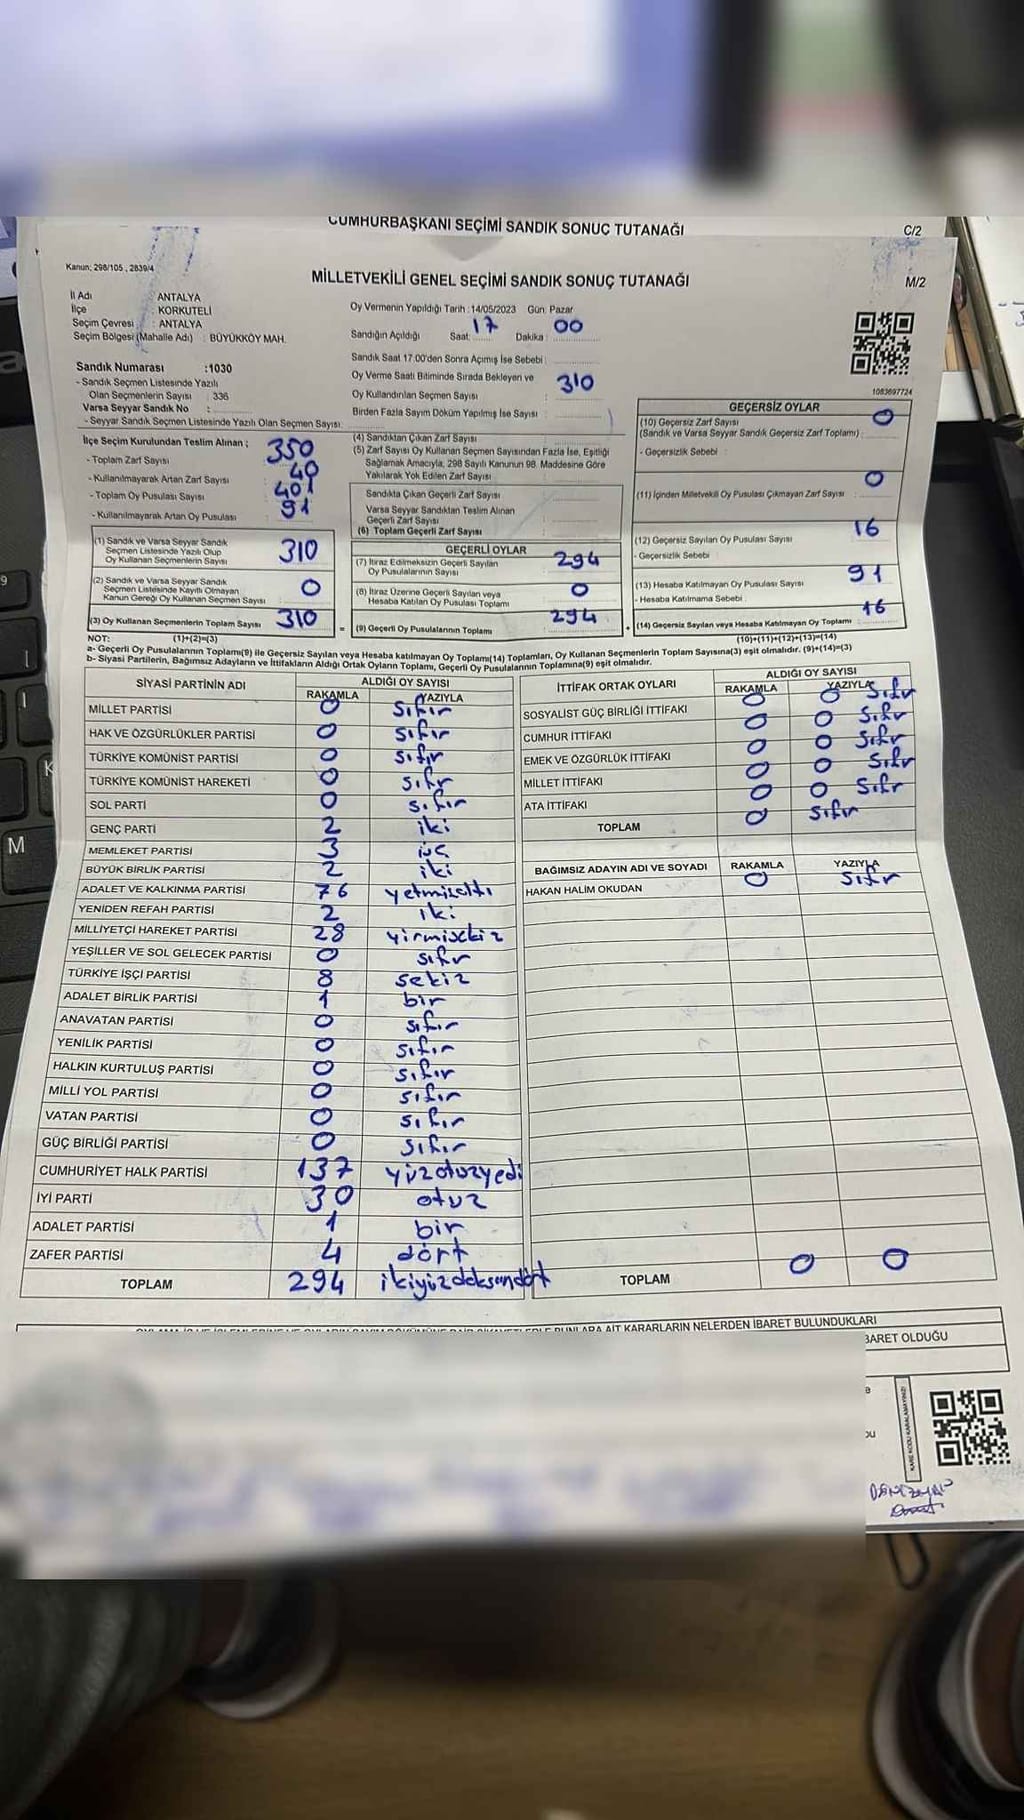 CUMHURBAŞKANI SEÇİMİ SANDIK SONUÇ TUTANAĞI
C/2
Kanun: 298/105 , 2839/4
MİLLETVEKİLİ GENEL SEÇİMİ SANDIK SONUÇ TUTANAĞI
M/2
İl Adı ANTALYA
İlçe : KORKUTELİ
Seçim Çevresi : ANTALYA
Seçim Bölgesi (Mahalle Adı) : BÜYÜKKÖY MAH.
Oy Vermenin Yapıldığı Tarih :14/05/2023 Gün: Pazar
Sandığın Açıldığı Saat: 17 Dakika : 00
Sandık Saat 17.00'den Sonra Açımış İse Sebebi :
Oy Verme Saati Bitiminde Sırada Bekleyen ve
Oy Kullandırılan Seçmen Sayısı : 310
Birden Fazla Sayım Döküm Yapılmış İse Sayısı :
1083697724
Sandık Numarası :1030
- Sandık Seçmen Listesinde Yazılı
Olan Seçmenlerin Sayısı : 336
Varsa Seyyar Sandık No :
- Seyyar Sandık Seçmen Listesinde Yazılı Olan Seçmen Sayısı:
İlçe Seçim Kurulundan Teslim Alınan ;
- Toplam Zarf Sayısı : 350
- Kullanılmayarak Artan Zarf Sayısı : 40
- Toplam Oy Pusulası Sayısı : 401
- Kullanılmayarak Artan Oy Pusulası : 91
(1) Sandık ve Varsa Seyyar Sandık
Seçmen Listesinde Yazılı Olup
Oy Kullanan Seçmenlerin Sayısı : 310
(2) Sandık ve Varsa Seyyar Sandık
Seçmen Listesinde Kayıtlı Olmayan
Kanun Gereği Oy Kullanan Seçmen Sayısı : 0
(3) Oy Kullanan Seçmenlerin Toplam Sayısı : 310 =
(4) Sandıktan Çıkan Zarf Sayısı :
(5) Zarf Sayısı Oy Kullanan Seçmen Sayısından Fazla İse, Eşitliği
Sağlamak Amacıyla, 298 Sayılı Kanunun 98. Maddesine Göre
Yakılarak Yok Edilen Zarf Sayısı :
Sandıkta Çıkan Geçerli Zarf Sayısı :
Varsa Seyyar Sandıktan Teslim Alınan
Geçerli Zarf Sayısı :
(6) Toplam Geçerli Zarf Sayısı :
GEÇERLİ OYLAR
(7) İtiraz Edilmeksizin Geçerli Sayılan
Oy Pusulalarının Sayısı : 294
(8) İtiraz Üzerine Geçerli Sayılan veya
Hesaba Katılan Oy Pusulası Toplamı : 0
(9) Geçerli Oy Pusulalarının Toplamı : 294 +
GEÇERSİZ OYLAR
(10) Geçersiz Zarf Sayısı : 0
(Sandık ve Varsa Seyyar Sandık Geçersiz Zarf Toplamı)
- Geçersizlik Sebebi :
(11) İçinden Milletvekili Oy Pusulası Çıkmayan Zarf Sayısı : 0
(12) Geçersiz Sayılan Oy Pusulası Sayısı : 16
- Geçersizlik Sebebi :
(13) Hesaba Katılmayan Oy Pusulası Sayısı : 91
- Hesaba Katılmama Sebebi :
(14) Geçersiz Sayılan veya Hesaba Katılmayan Oy Toplamı : 16
NOT: (1)+(2)=(3) (10)+(11)+(12)+(13)=(14)
a- Geçerli Oy Pusulaları Toplamı(9) ile Geçersiz Sayılan veya Hesaba katılmayan Oy Toplamı(14) Toplamları, Oy Kullanan Seçmenlerin Toplam Sayısına(3) eşit olmalıdır. (9)+(14)=(3)
b- Siyasi Partilerin, Bağımsız Adayların ve İttifakların Aldığı Ortak Oyların Toplamı, Geçerli Oy Pusulalarının Toplamına(9) eşit olmalıdır.
SİYASİ PARTİNİN ADI ALDIĞI OY SAYISI
RAKAMLA YAZIYLA
MİLLET PARTİSİ 0 sıfır
HAK VE ÖZGÜRLÜKLER PARTİSİ 0 sıfır
TÜRKİYE KOMÜNİST PARTİSİ 0 sıfır
TÜRKİYE KOMÜNİST HAREKETİ 0 sıfır
SOL PARTİ 0 sıfır
GENÇ PARTİ 2 iki
MEMLEKET PARTİSİ 3 üç
BÜYÜK BİRLİK PARTİSİ 2 iki
ADALET VE KALKINMA PARTİSİ 76 yetmişaltı
YENİDEN REFAH PARTİSİ 2 iki
MİLLİYETÇİ HAREKET PARTİSİ 28 yirmisekiz
YEŞİLLER VE SOL GELECEK PARTİSİ 0 sıfır
TÜRKİYE İŞÇİ PARTİSİ 8 sekiz
ADALET BİRLİK PARTİSİ 1 bir
ANAVATAN PARTİSİ 0 sıfır
YENİLİK PARTİSİ 0 sıfır
HALKIN KURTULUŞ PARTİSİ 0 sıfır
MİLLİ YOL PARTİSİ 0 sıfır
VATAN PARTİSİ 0 sıfır
GÜÇ BİRLİĞİ PARTİSİ 0 sıfır
CUMHURİYET HALK PARTİSİ 137 yüzotuzyedi
İYİ PARTİ 30 otuz
ADALET PARTİSİ 1 bir
ZAFER PARTİSİ 4 dört
TOPLAM 294 ikiyüzdoksandört
İTTİFAK ORTAK OYLARI ALDIĞI OY SAYISI
RAKAMLA YAZIYLA
SOSYALİST GÜÇ BİRLİĞİ İTTİFAKI 0 0 sıfır
CUMHUR İTTİFAKI 0 0 sıfır
EMEK VE ÖZGÜRLÜK İTTİFAKI 0 0 sıfır
MİLLET İTTİFAKI 0 0 sıfır
ATA İTTİFAKI 0 0 sıfır
TOPLAM 0 sıfır
BAĞIMSIZ ADAYIN ADI VE SOYADI RAKAMLA YAZIYLA
HAKAN HALİM OKUDAN 0 sıfır
TOPLAM 0 0
AİT KARARLARIN NELERDEN İBARET BULUNDUKLARI
BARET OLDUĞU
KARE KODU KARALAMAYINIZ!